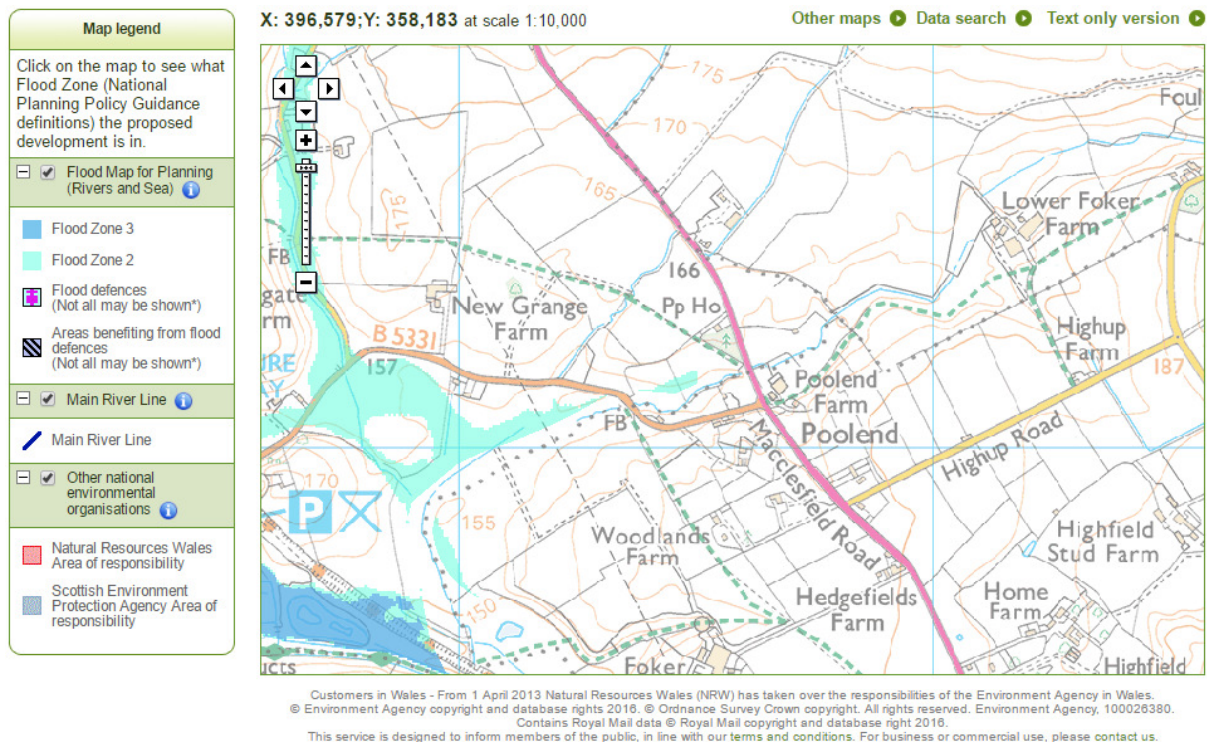 Map legend
Click on the map to see what
Flood Zone (National
Planning Policy Guidance
definitions) the proposed
development is in.
Flood Map for Planning
(Rivers and Sea)
Flood Zone 3
Flood Zone 2
Flood defences
(Not all may be shown*)
Areas benefiting from flood
defences
(Not all may be shown*)
Main River Line
Main River Line
Other national
environmental
organisations
Natural Resources Wales
Area of responsibility
Scottish Environment
Protection Agency Area of
responsibility
X: 396,579;Y: 358,183 at scale 1:10,000
Other maps
Data search
Text only version
175
170
Foul
165
175
Lower Foker
Farm
FB
166
gate
rm
New Grange
Farm
Pp Ho
B 5331
Highup
Farm
157
URE
Y
187
Poolend
Farm
FB
Poolend
Macclesfield Road
Highup Road
170
P
155
Woodlands
Farm
Highfield
Stud Farm
150
Hedgefields
Farm
Home
Farm
ucts
Foker
Highfield
Customers in Wales - From 1 April 2013 Natural Resources Wales (NRW) has taken over the responsibilities of the Environment Agency in Wales.
© Environment Agency copyright and database rights 2016. © Ordnance Survey Crown copyright. All rights reserved. Environment Agency, 100026380.
Contains Royal Mail data © Royal Mail copyright and database right 2016.
This service is designed to inform members of the public, in line with our terms and conditions. For business or commercial use, please contact us.